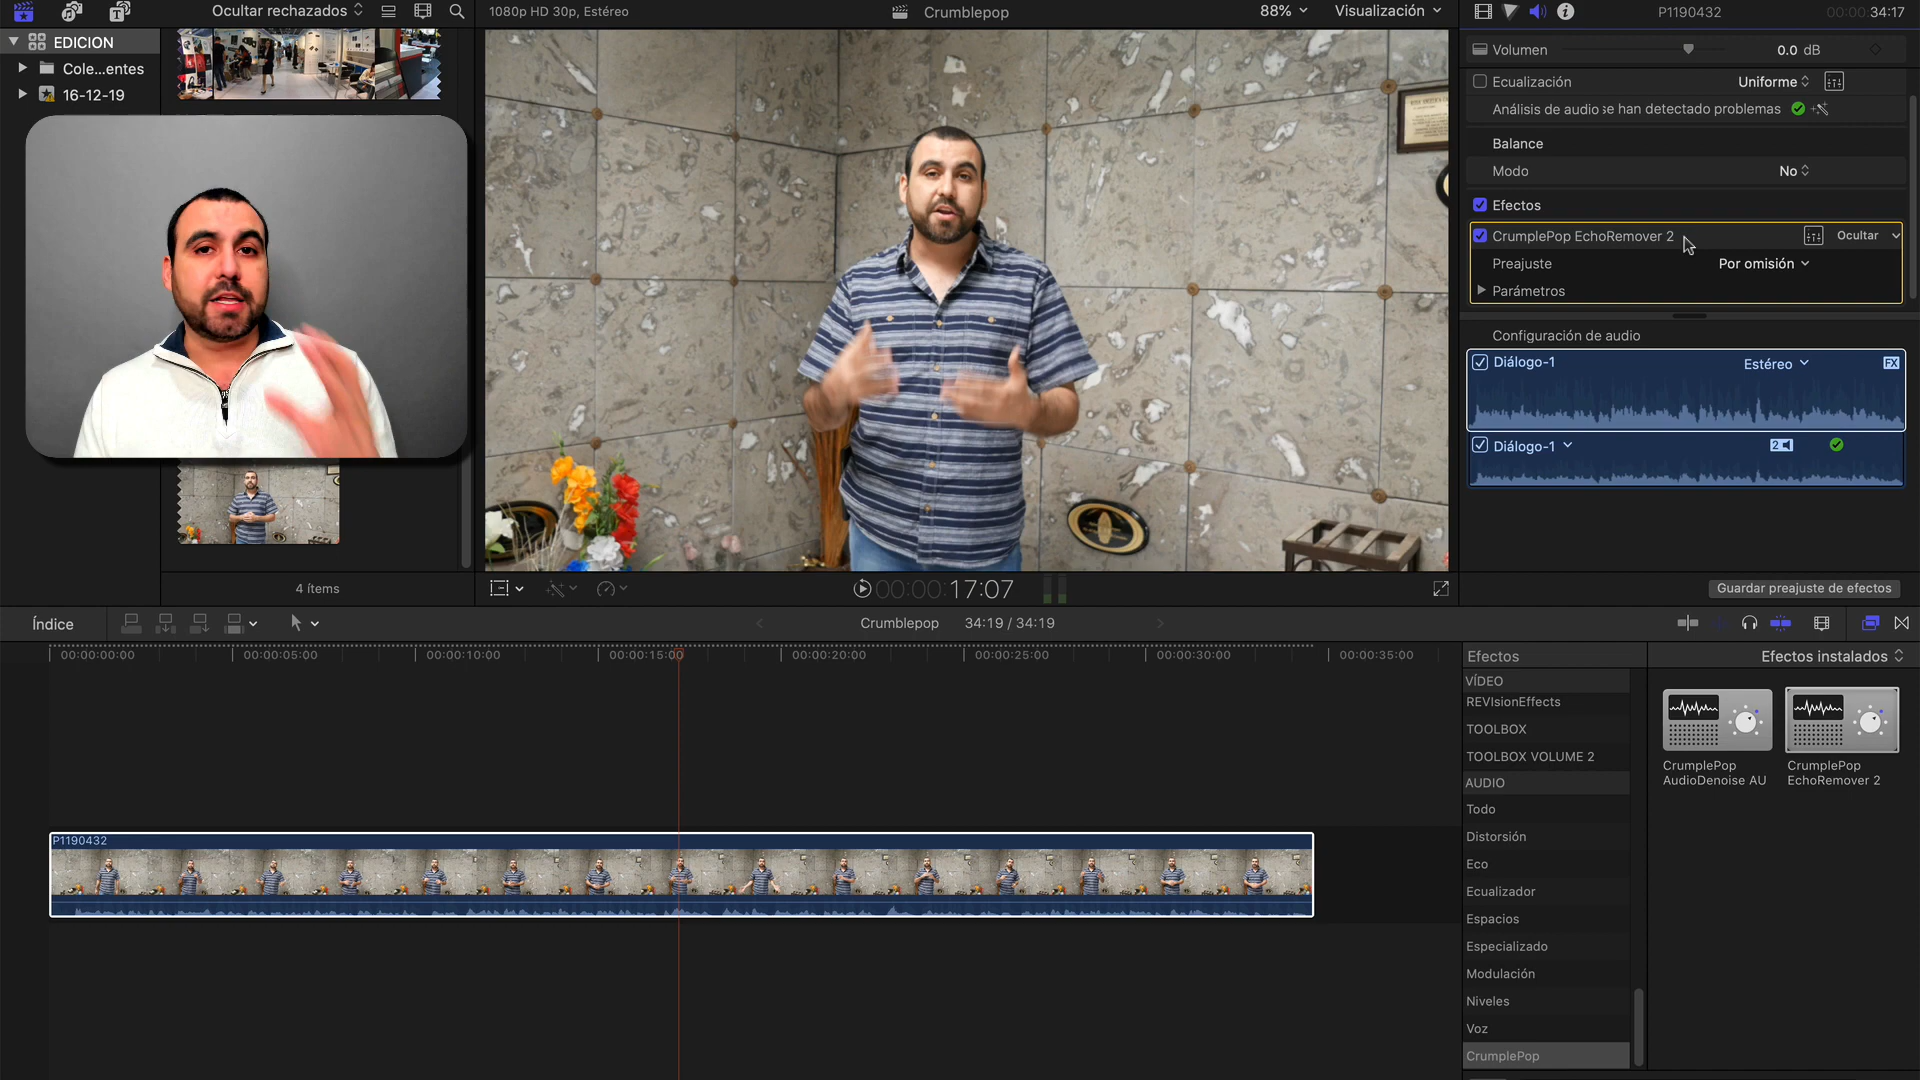 Ocultar rechazados
1080p HD 30p, Estéreo
Crumblepop
88%
Visualización
P1190432
00:00:34:17
EDICION
Cole...entes
16-12-19
4 ítems
00:00:00:17:07
Volumen
0.0 dB
Ecualización
Uniforme
Análisis de audio
se han detectado problemas
Balance
Modo
No
Efectos
CrumplePop EchoRemover 2
Ocultar
Preajuste
Por omisión
Parámetros
Configuración de audio
Diálogo-1
Estéreo
FX
Diálogo-1
2
Guardar preajuste de efectos
Índice
Crumblepop
34:19 / 34:19
00:00:00:00
00:00:05:00
00:00:10:00
00:00:15:00
00:00:20:00
00:00:25:00
00:00:30:00
00:00:35:00
P1190432
Efectos
Efectos instalados
VÍDEO
REVIsionEffects
TOOLBOX
TOOLBOX VOLUME 2
AUDIO
Todo
Distorsión
Eco
Ecualizador
Espacios
Especializado
Modulación
Niveles
Voz
CrumplePop
CrumplePop
AudioDenoise AU
CrumplePop
EchoRemover 2